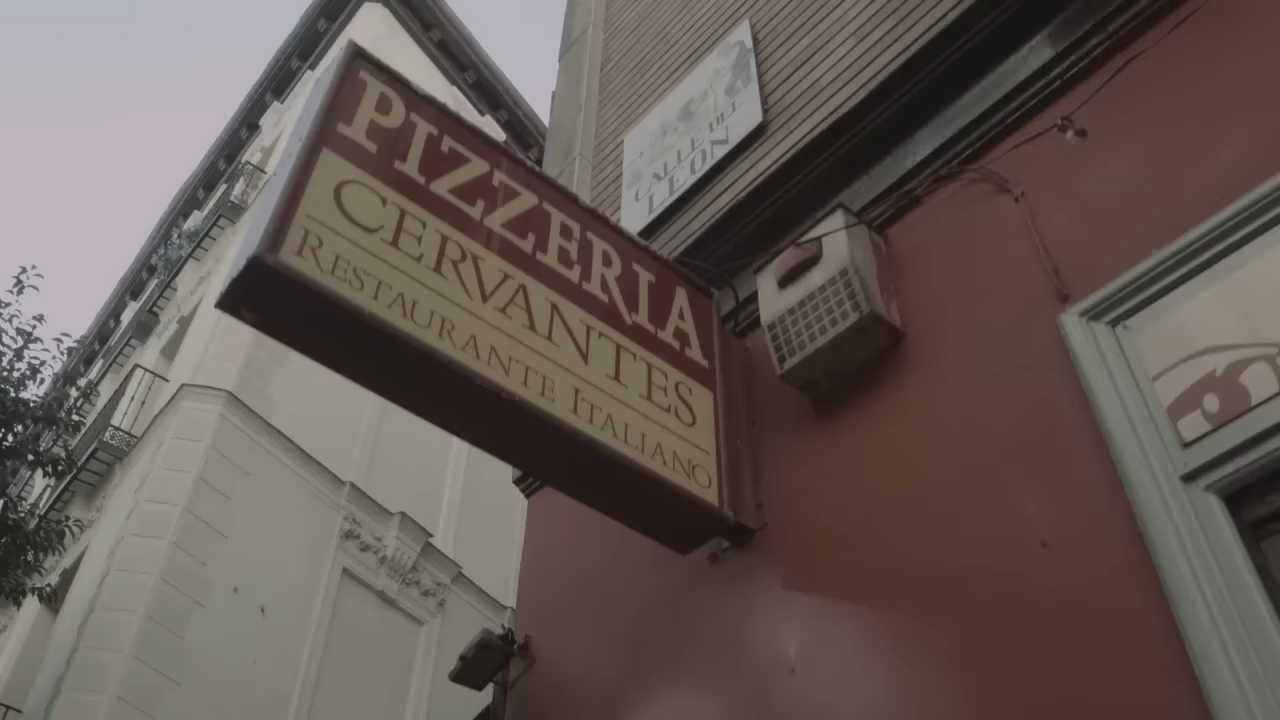 PIZZERIA
CERVANTES
RESTAURANTE ITALIANO
CALLE DEL
LEON